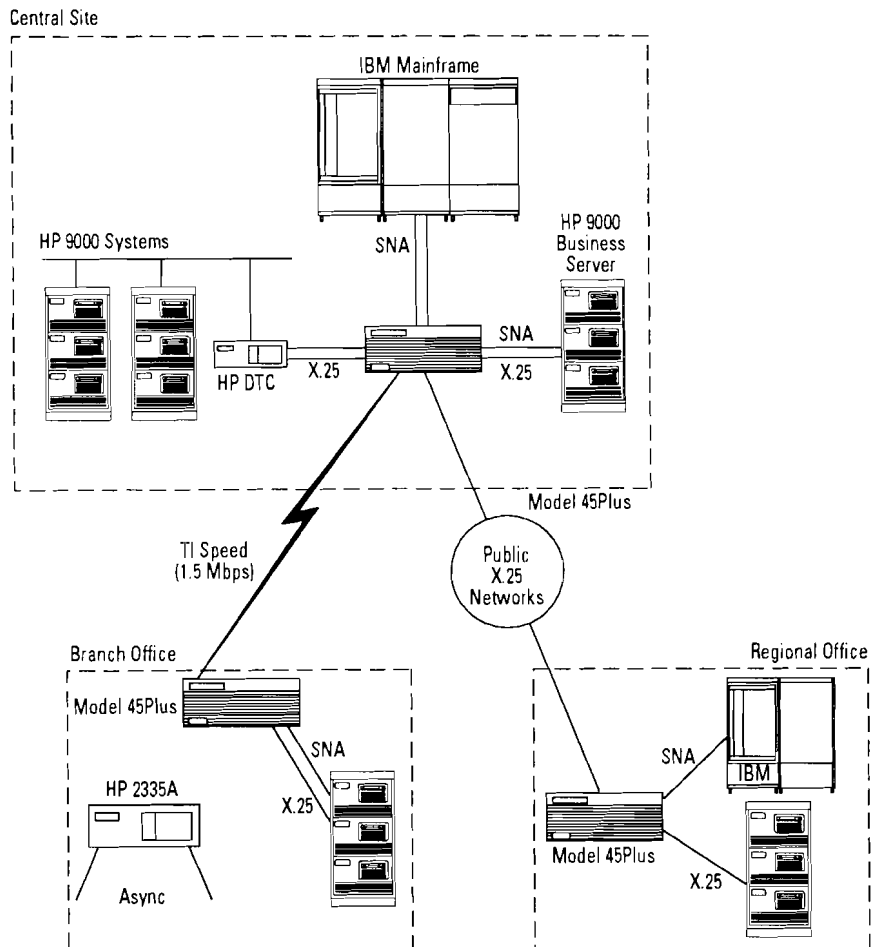 Central Site
IBM Mainframe
HP 9000 Systems
SNA
HP 9000
Business
Server
HP DTC
X.25
SNA
X.25
Model 45Plus
TI Speed
(1.5 Mbps)
Public
X.25
Networks
Branch Office
Model 45Plus
SNA
X.25
HP 2335A
Async
Regional Office
SNA
IBM
Model 45Plus
X.25